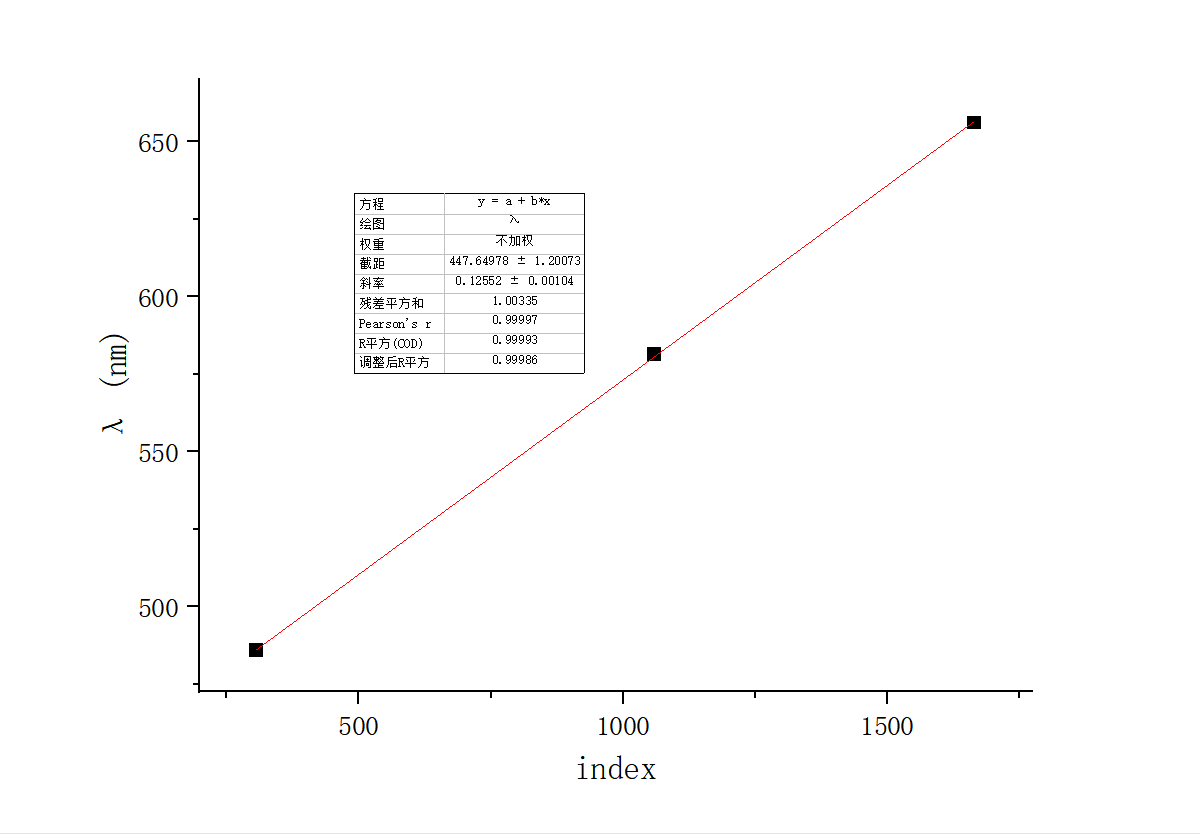 650
600
550
500
λ (nm)
方程 y = a + b*x
绘图 λ
权重 不加权
截距 447.64978 ± 1.20073
斜率 0.12552 ± 0.00104
残差平方和 1.00335
Pearson's r 0.99997
R平方(COD) 0.99993
调整后R平方 0.99986
500 1000 1500
index